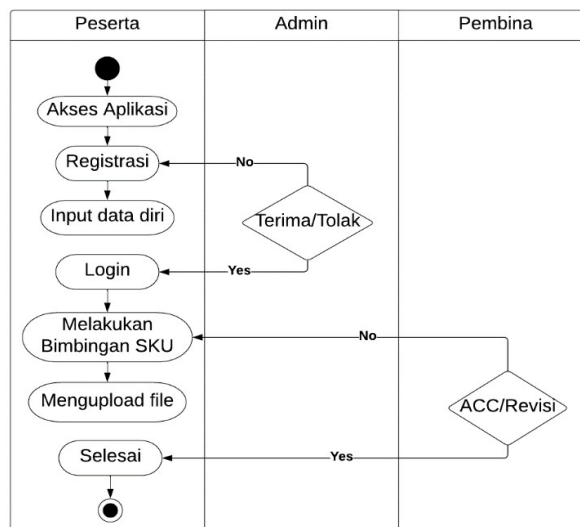 Peserta
Admin
Pembina
Akses Aplikasi
Registrasi
No
Input data diri
Terima/Tolak
Login
Yes
Melakukan
Bimbingan SKU
No
Mengupload file
ACC/Revisi
Selesai
Yes